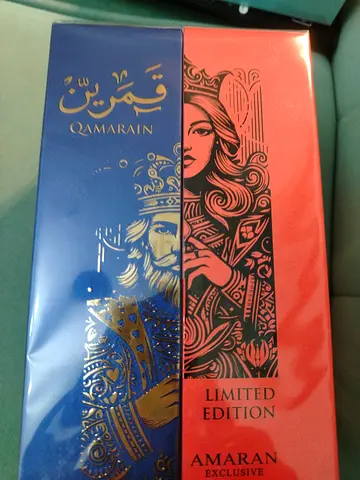 قمرين
QAMARAIN
LIMITED
EDITION
AMARAN
EXCLUSIVE